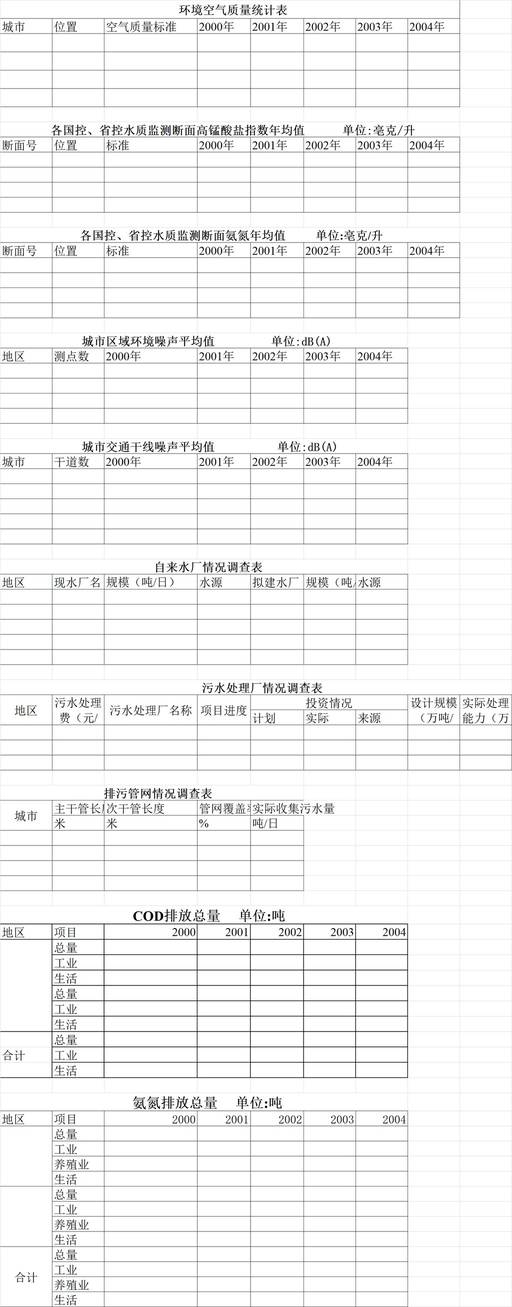 环境空气质量统计表
城市 位置 空气质量标准 2000年 2001年 2002年 2003年 2004年
各国控、省控水质监测断面高锰酸盐指数年均值 单位:毫克/升
断面号 位置 标准 2000年 2001年 2002年 2003年 2004年
各国控、省控水质监测断面氨氮年均值 单位:毫克/升
断面号 位置 标准 2000年 2001年 2002年 2003年 2004年
城市区域环境噪声平均值 单位:dB(A)
地区 测点数 2000年 2001年 2002年 2003年 2004年
城市交通干线噪声平均值 单位:dB(A)
城市 干道数 2000年 2001年 2002年 2003年 2004年
自来水厂情况调查表
地区 现水厂名 规模（吨/日） 水源 拟建水厂 规模（吨 水源
污水处理厂情况调查表
地区 污水处理费（元/ 污水处理厂名称 项目进度 投资情况 设计规模（万吨/ 实际处理能力（万
计划 实际 来源
排污管网情况调查表
城市 主干管长 次干管长度 管网覆盖 实际收集污水量
米 米 % 吨/日
COD排放总量 单位:吨
地区 项目 2000 2001 2002 2003 2004
总量
工业
生活
总量
工业
生活
总量
合计 工业
生活
氨氮排放总量 单位:吨
地区 项目 2000 2001 2002 2003 2004
总量
工业
养殖业
生活
总量
工业
养殖业
生活
总量
合计 工业
养殖业
生活